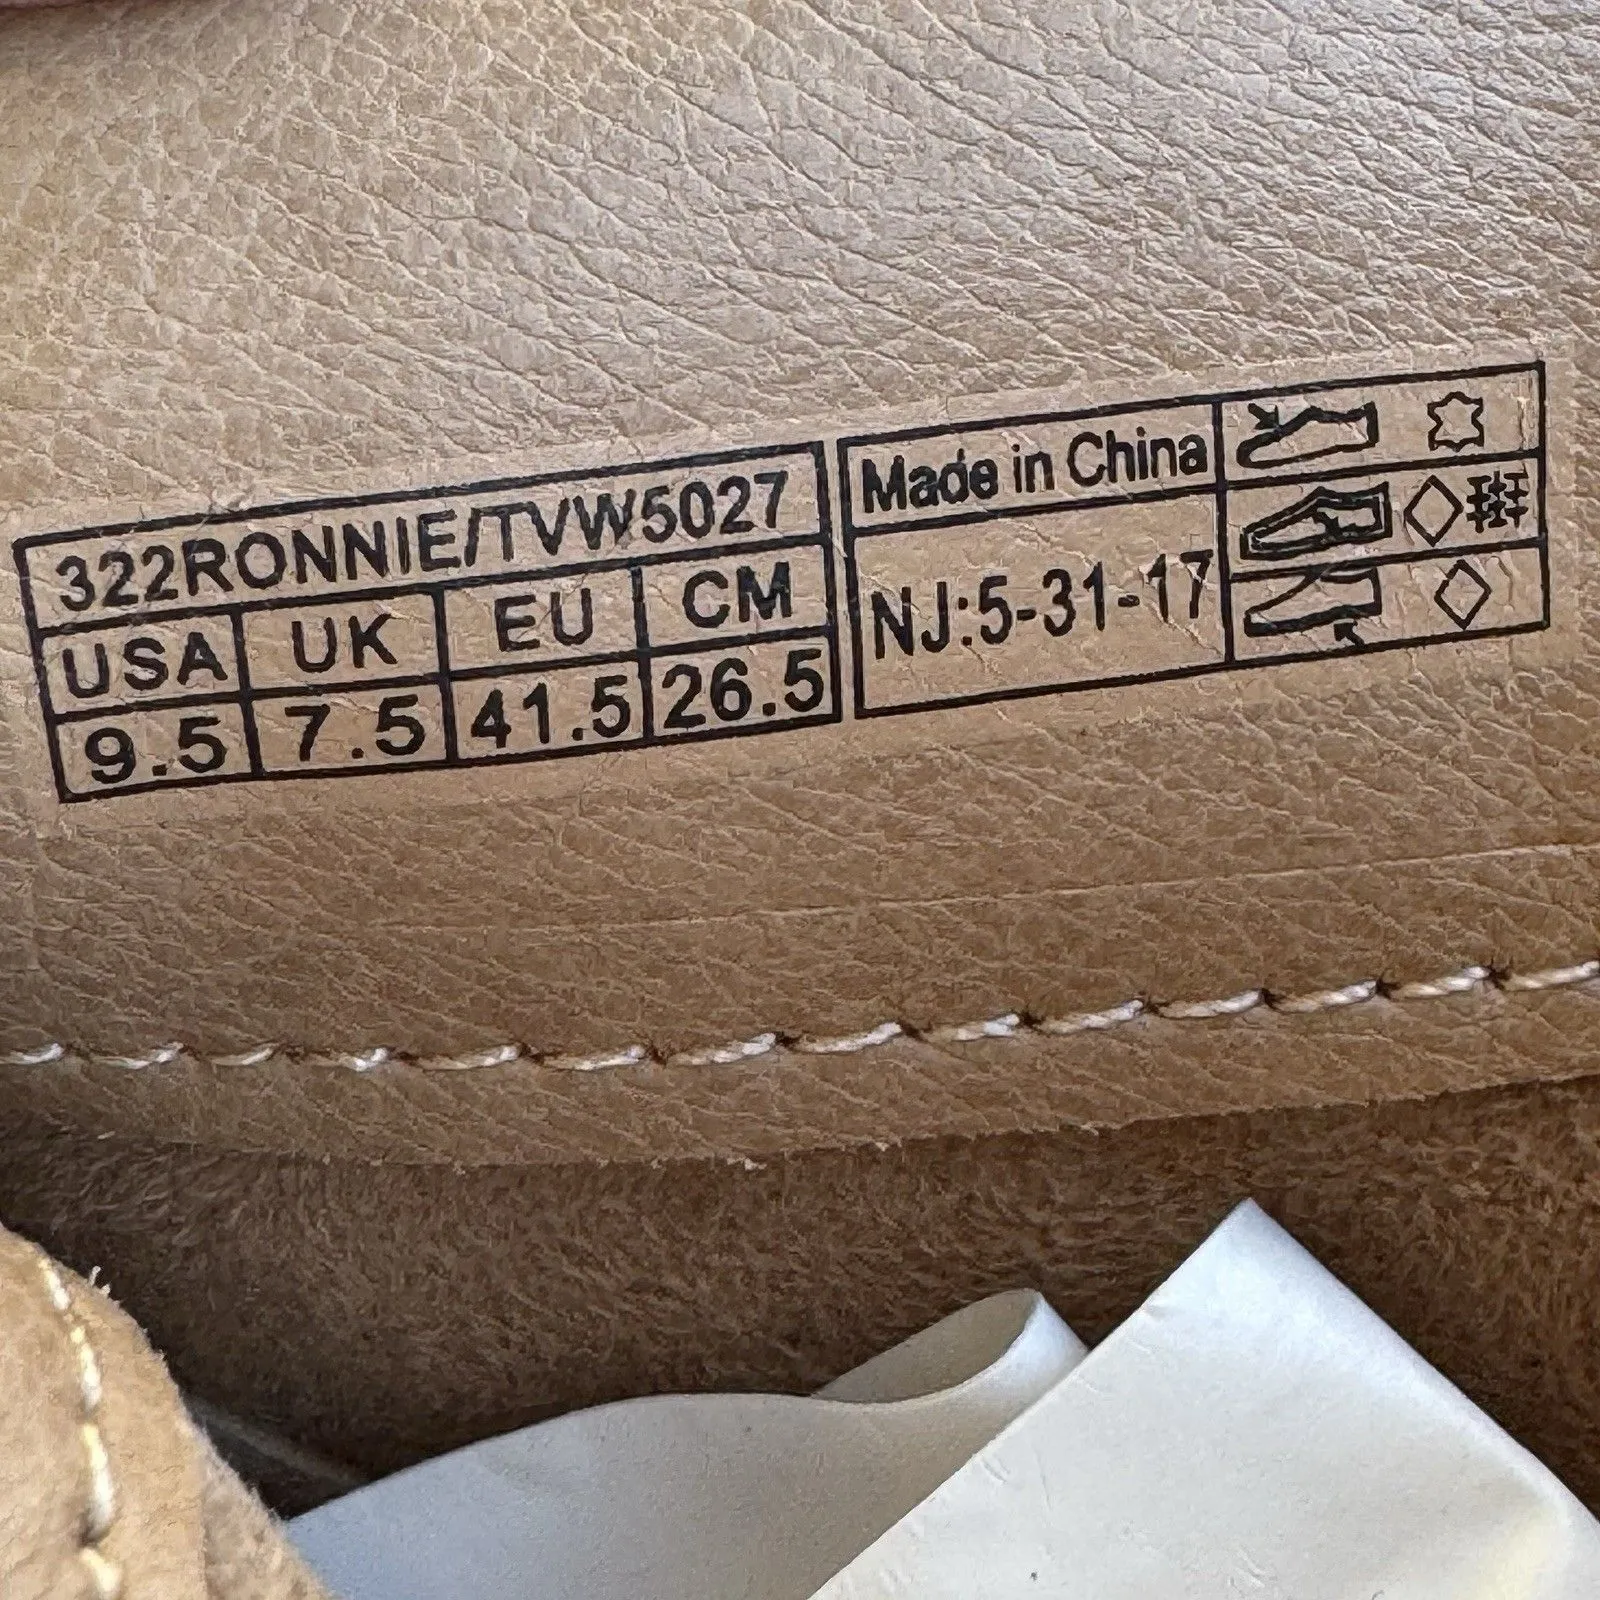 322RONNIE/TVW5027
USA UK EU CM
9.5 7.5 41.5 26.5
Made in China
NJ:5-31-17